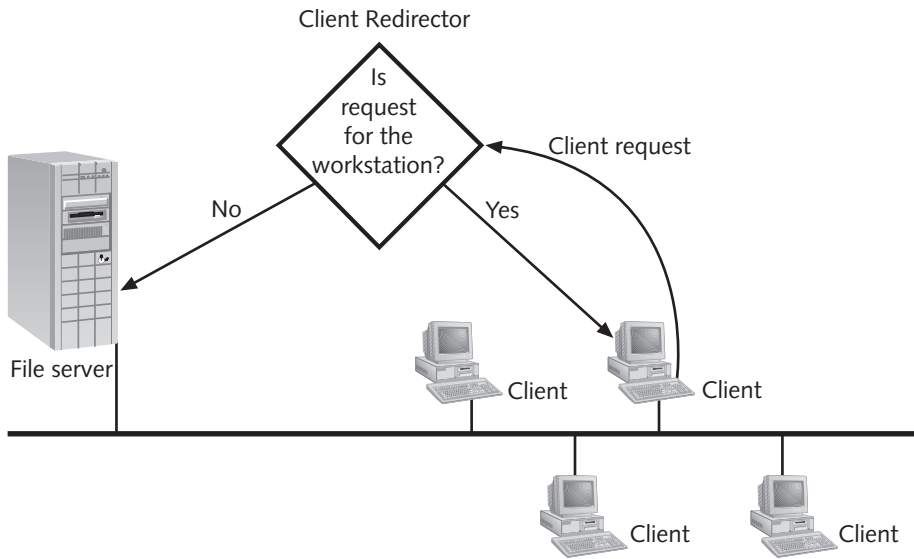 Client Redirector
Is
request
for the
workstation?
Client request
No
Yes
File server
Client
Client
Client
Client